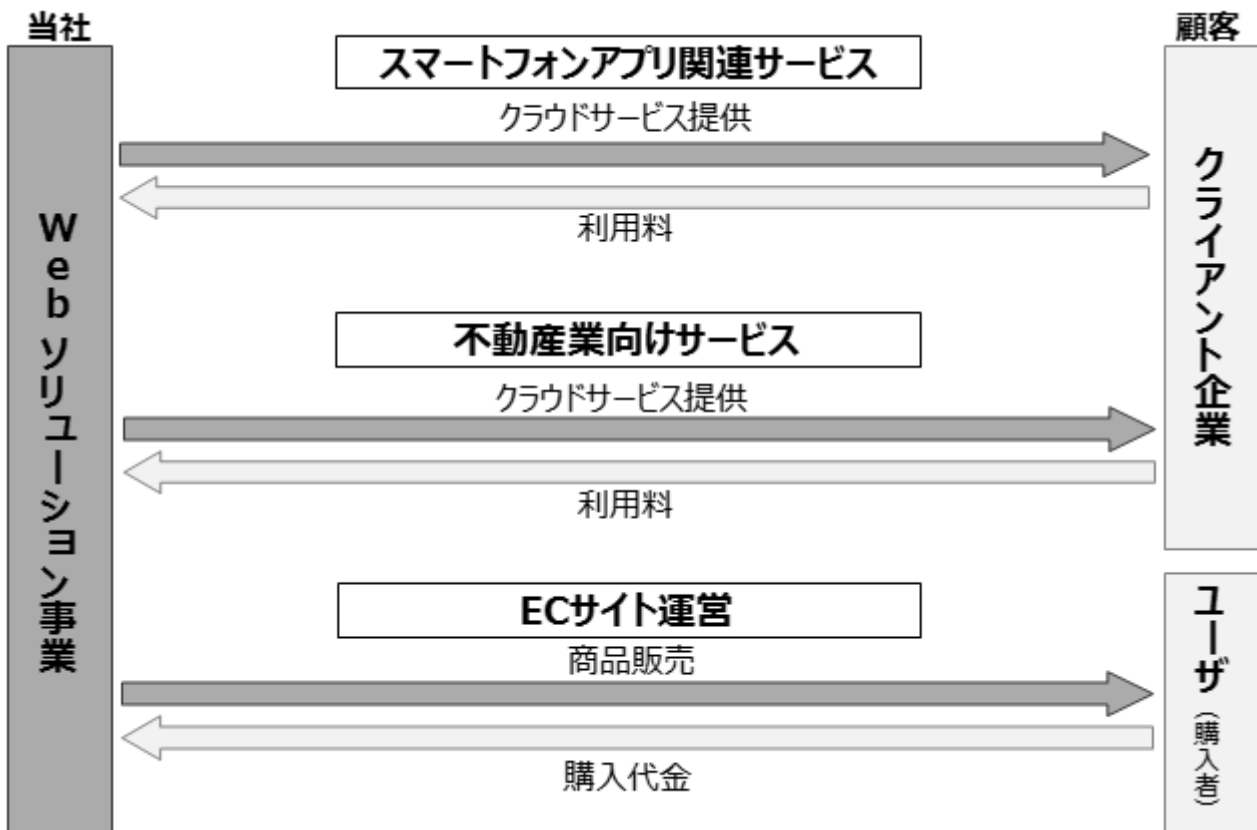 当社
顧客
Webソリューション事業
スマートフォンアプリ関連サービス
クラウドサービス提供
利用料
不動産業向けサービス
クラウドサービス提供
利用料
クライアント企業
ECサイト運営
商品販売
購入代金
ユーザ（購入者）